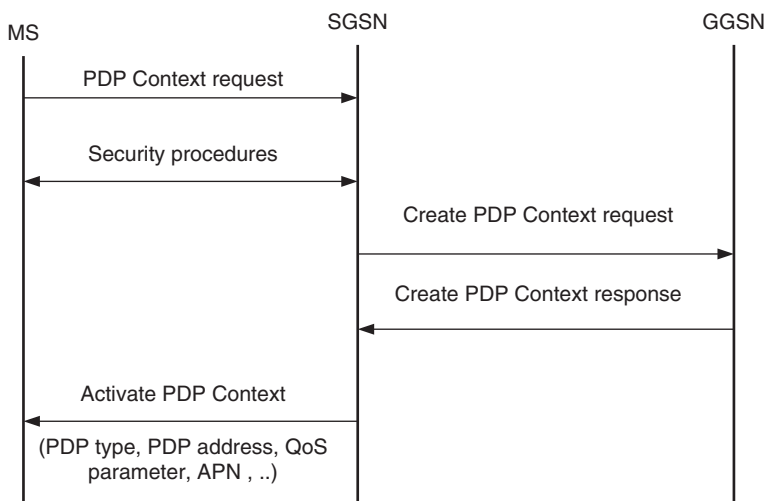 MS
SGSN
GGSN
PDP Context request
Security procedures
Create PDP Context request
Create PDP Context response
Activate PDP Context
(PDP type, PDP address, QoS
parameter, APN , ..)